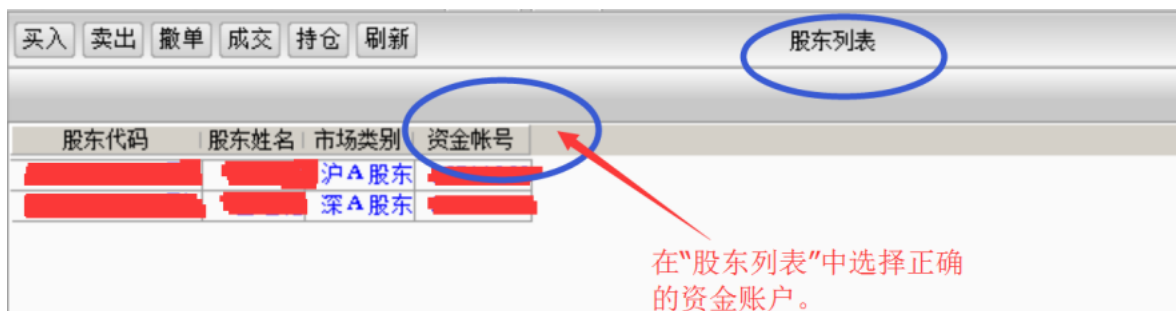 买入 卖出 撤单 成交 持仓 刷新 股东列表
股东代码 股东姓名 市场类别 资金帐号
沪A股东
深A股东
在“股东列表”中选择正确
的资金账户。